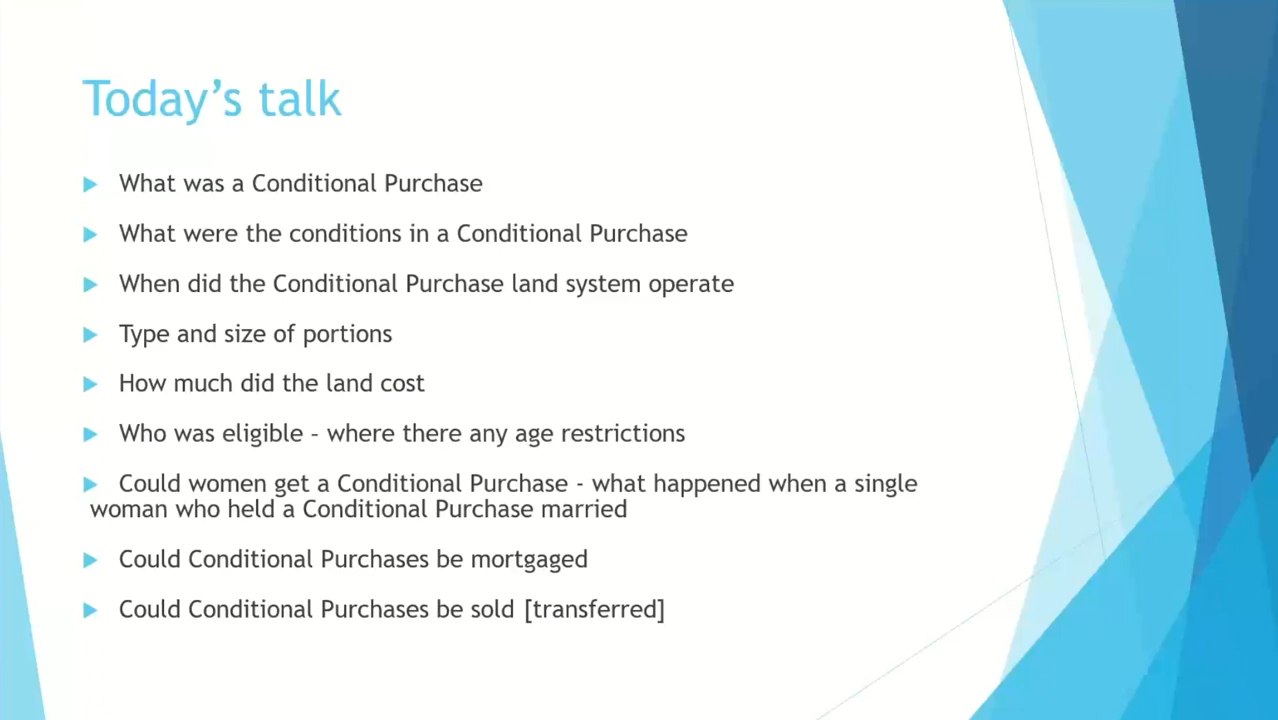 Today’s talk
What was a Conditional Purchase
What were the conditions in a Conditional Purchase
When did the Conditional Purchase land system operate
Type and size of portions
How much did the land cost
Who was eligible – where there any age restrictions
Could women get a Conditional Purchase - what happened when a single
woman who held a Conditional Purchase married
Could Conditional Purchases be mortgaged
Could Conditional Purchases be sold [transferred]